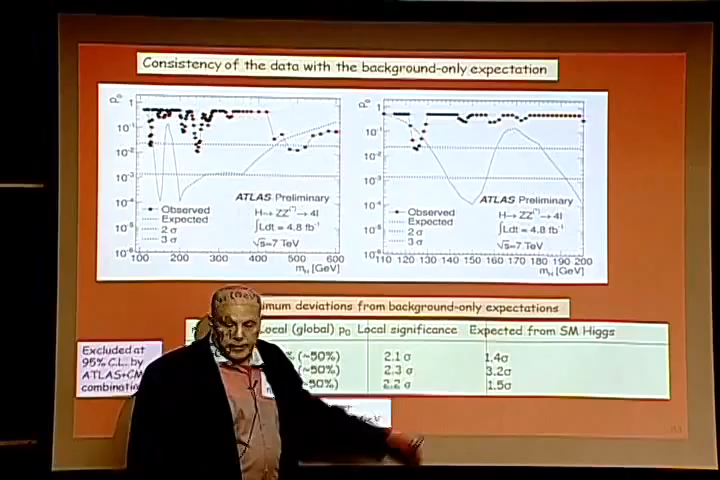 Consistency of the data with the background-only expectation
1
10⁻¹
10⁻²
10⁻³
10⁻⁴
10⁻⁵
10⁻⁶
ATLAS Preliminary
H→ ZZ⁽*⁾→ 4l
∫Ldt = 4.8 fb⁻¹
√s=7 TeV
Observed
Expected
2 σ
3 σ
100 200 300 400 500 600
m_H [GeV]
1
10⁻¹
10⁻²
10⁻³
10⁻⁴
10⁻⁵
10⁻⁶
ATLAS Preliminary
H→ ZZ⁽*⁾→ 4l
∫Ldt = 4.8 fb⁻¹
√s=7 TeV
Observed
Expected
2 σ
3 σ
110 120 130 140 150 160 170 180 190 200
m_H [GeV]
deviations from background-only expectations
Local (global) p₀ Local significance Expected from SM Higgs
Excluded at
95% C.L. by
ATLAS+CM
(~50%) 2.1 σ 1.4σ
(~50%) 2.3 σ 3.2σ
~50%) 2.2 σ 1.5σ